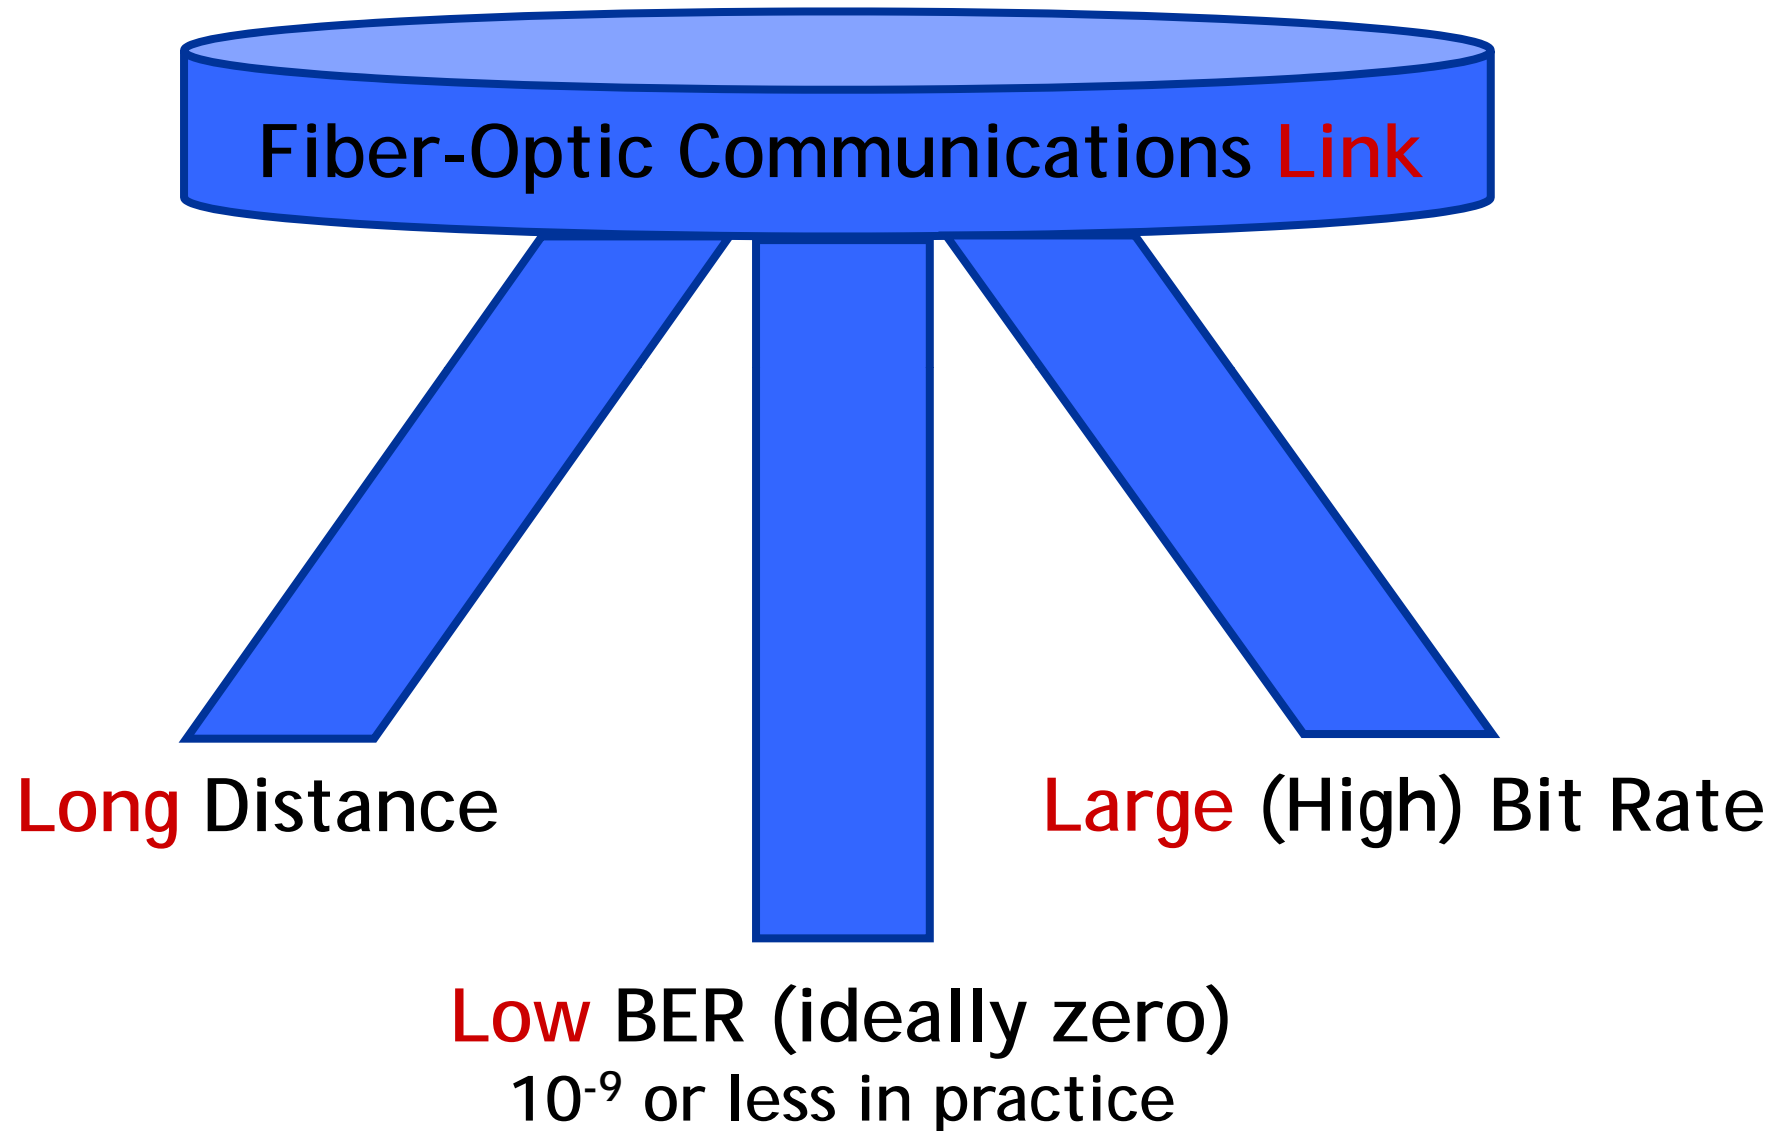 Fiber-Optic Communications Link
Long Distance
Large (High) Bit Rate
Low BER (ideally zero)
10⁻⁹ or less in practice